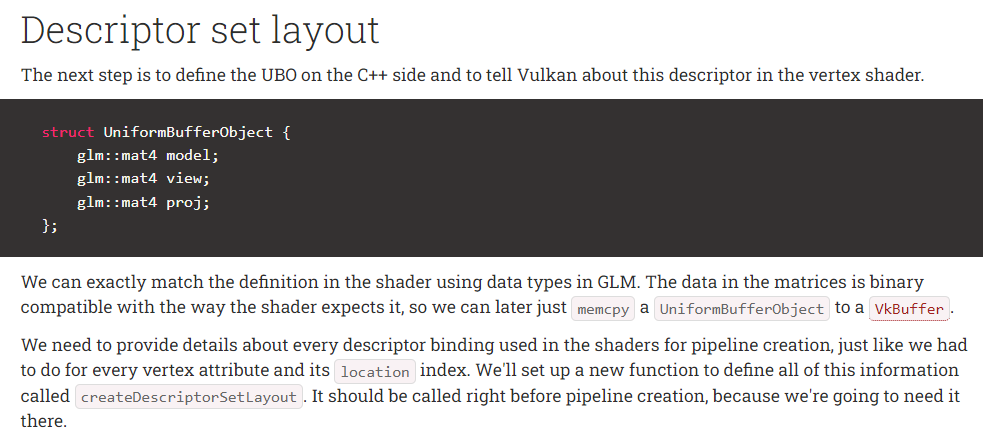 Descriptor set layout
The next step is to define the UBO on the C++ side and to tell Vulkan about this descriptor in the vertex shader.
struct UniformBufferObject {
    glm::mat4 model;
    glm::mat4 view;
    glm::mat4 proj;
};
We can exactly match the definition in the shader using data types in GLM. The data in the matrices is binary
compatible with the way the shader expects it, so we can later just memcpy a UniformBufferObject to a VkBuffer.
We need to provide details about every descriptor binding used in the shaders for pipeline creation, just like we had
to do for every vertex attribute and its location index. We'll set up a new function to define all of this information
called createDescriptorSetLayout. It should be called right before pipeline creation, because we're going to need it
there.